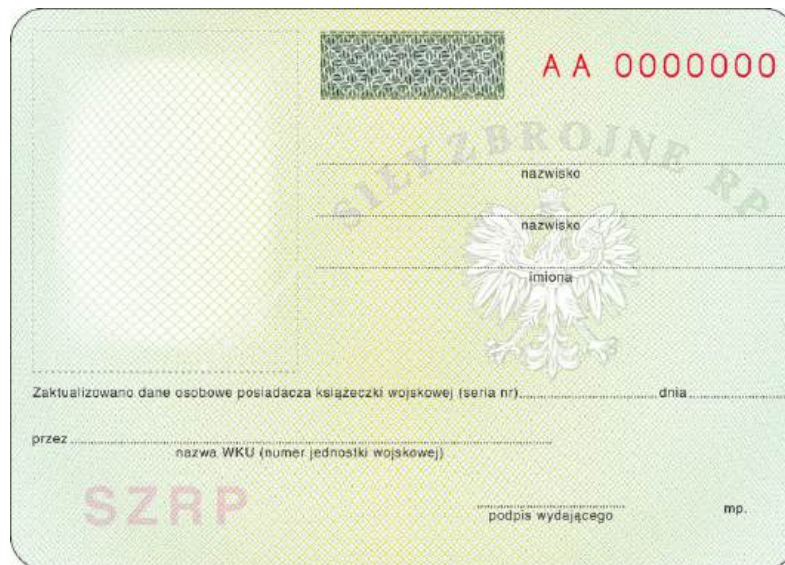 AA 0000000
SIŁY ZBROJNE RP
nazwisko
nazwisko
imiona
Zaktualizowano dane osobowe posiadacza książeczki wojskowej (seria nr) dnia
przez
nazwa WKU (numer jednostki wojskowej)
SZRP
podpis wydającego mp.